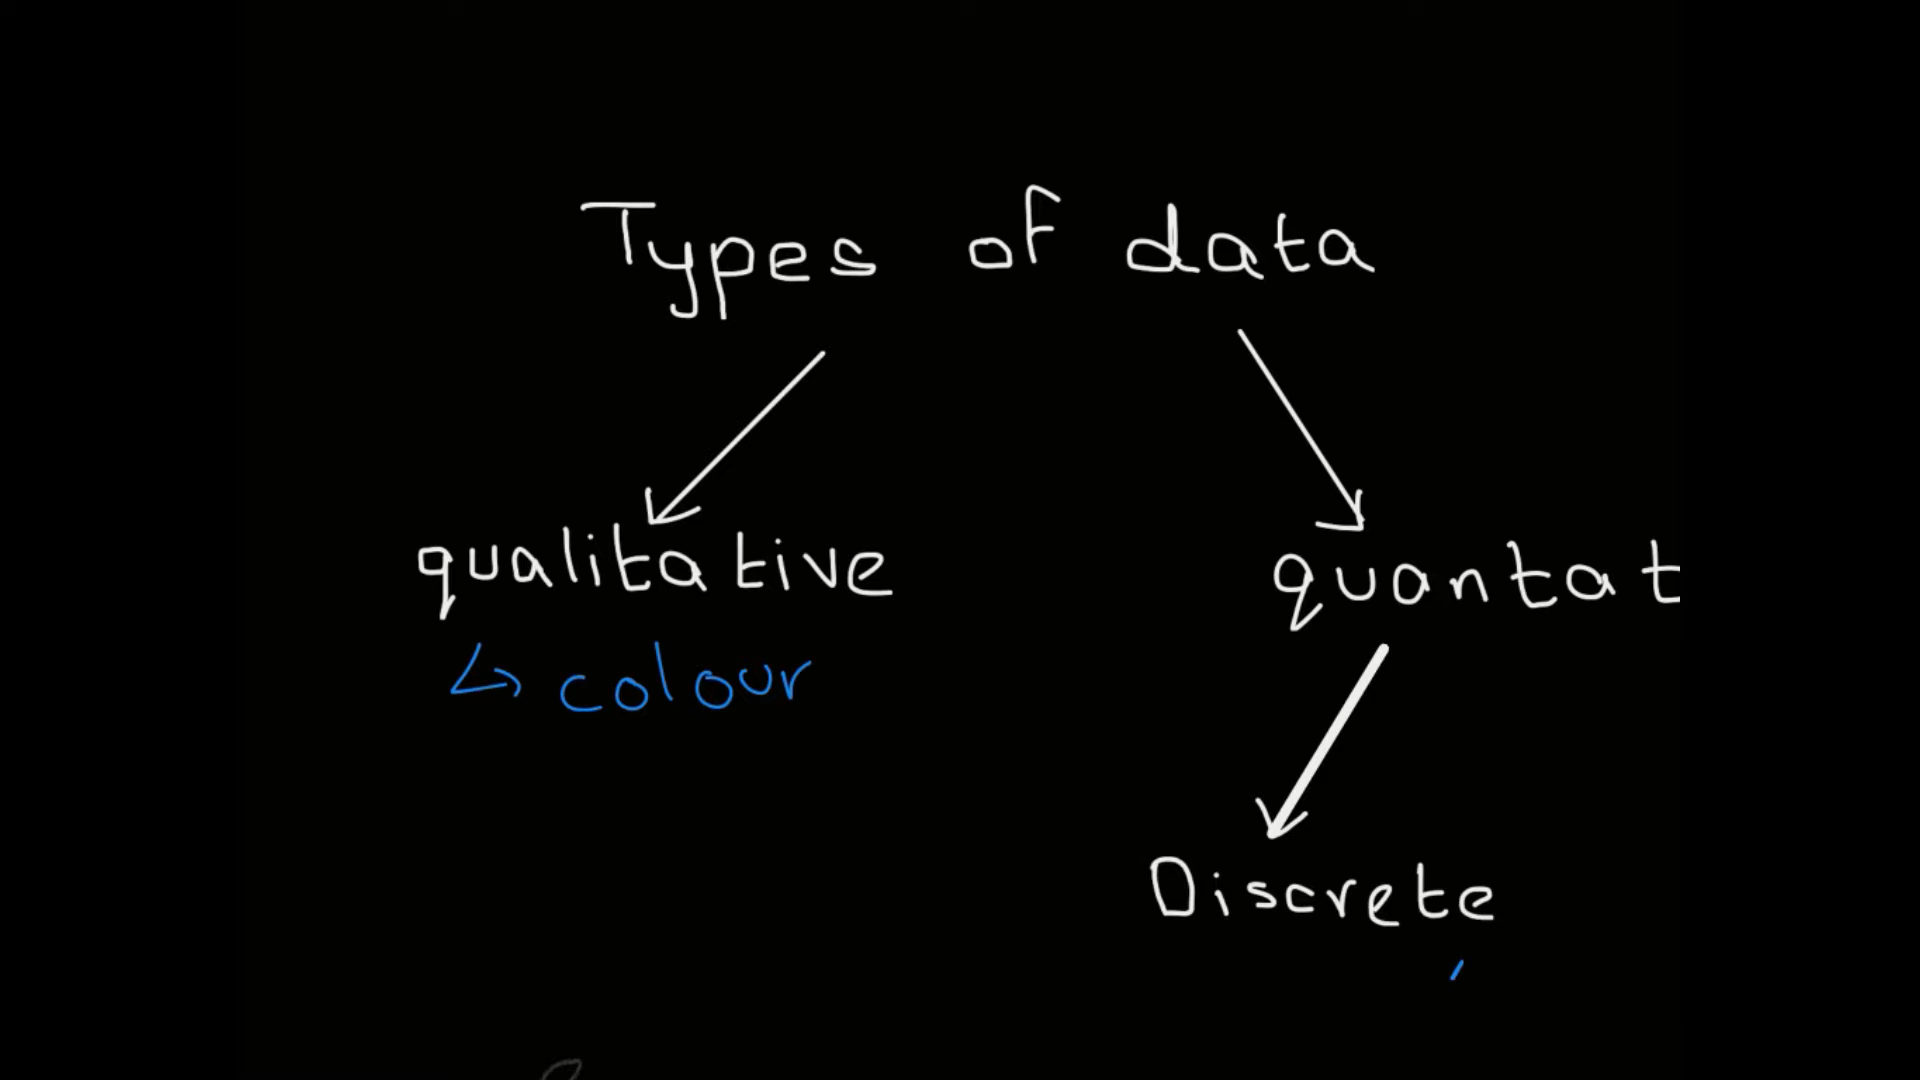 Types of data
qualitative
quantat
↳ colour
Discrete